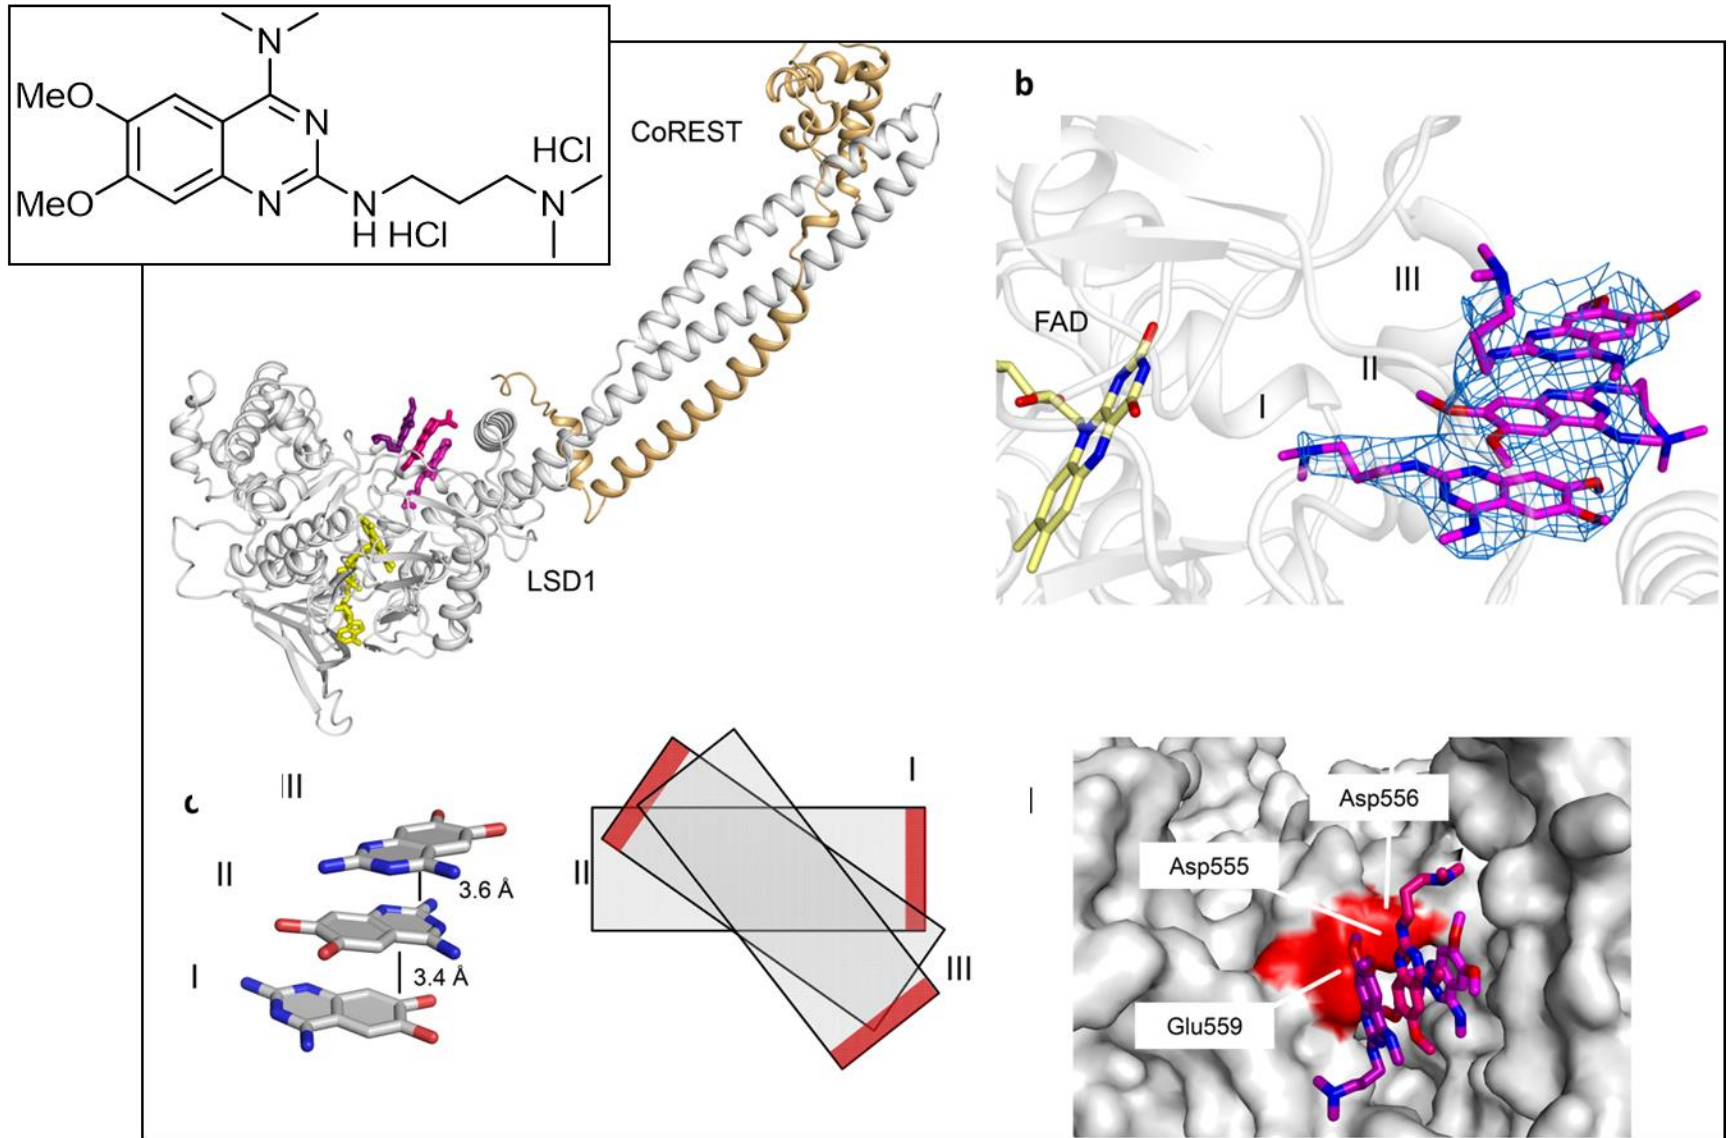 N
MeO
N
HCl
MeO
N
N
N
H HCl
CoREST
LSD1
b
FAD
III
II
I
III
II
I
3.6 Å
3.4 Å
I
II
III
Asp556
Asp555
Glu559